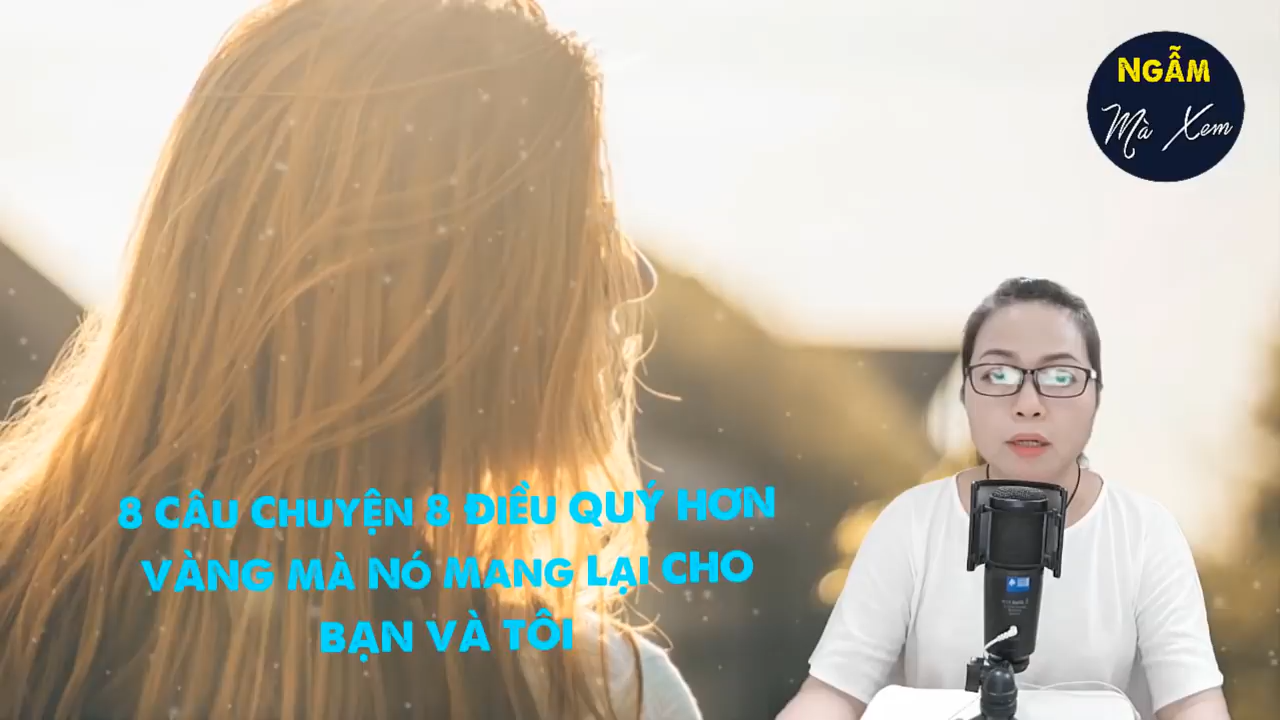 NGẪM
Mà Xem
8 CÂU CHUYỆN 8 ĐIỀU QUÝ HƠN
VÀNG MÀ NÓ MANG LẠI CHO
BẠN VÀ TÔI